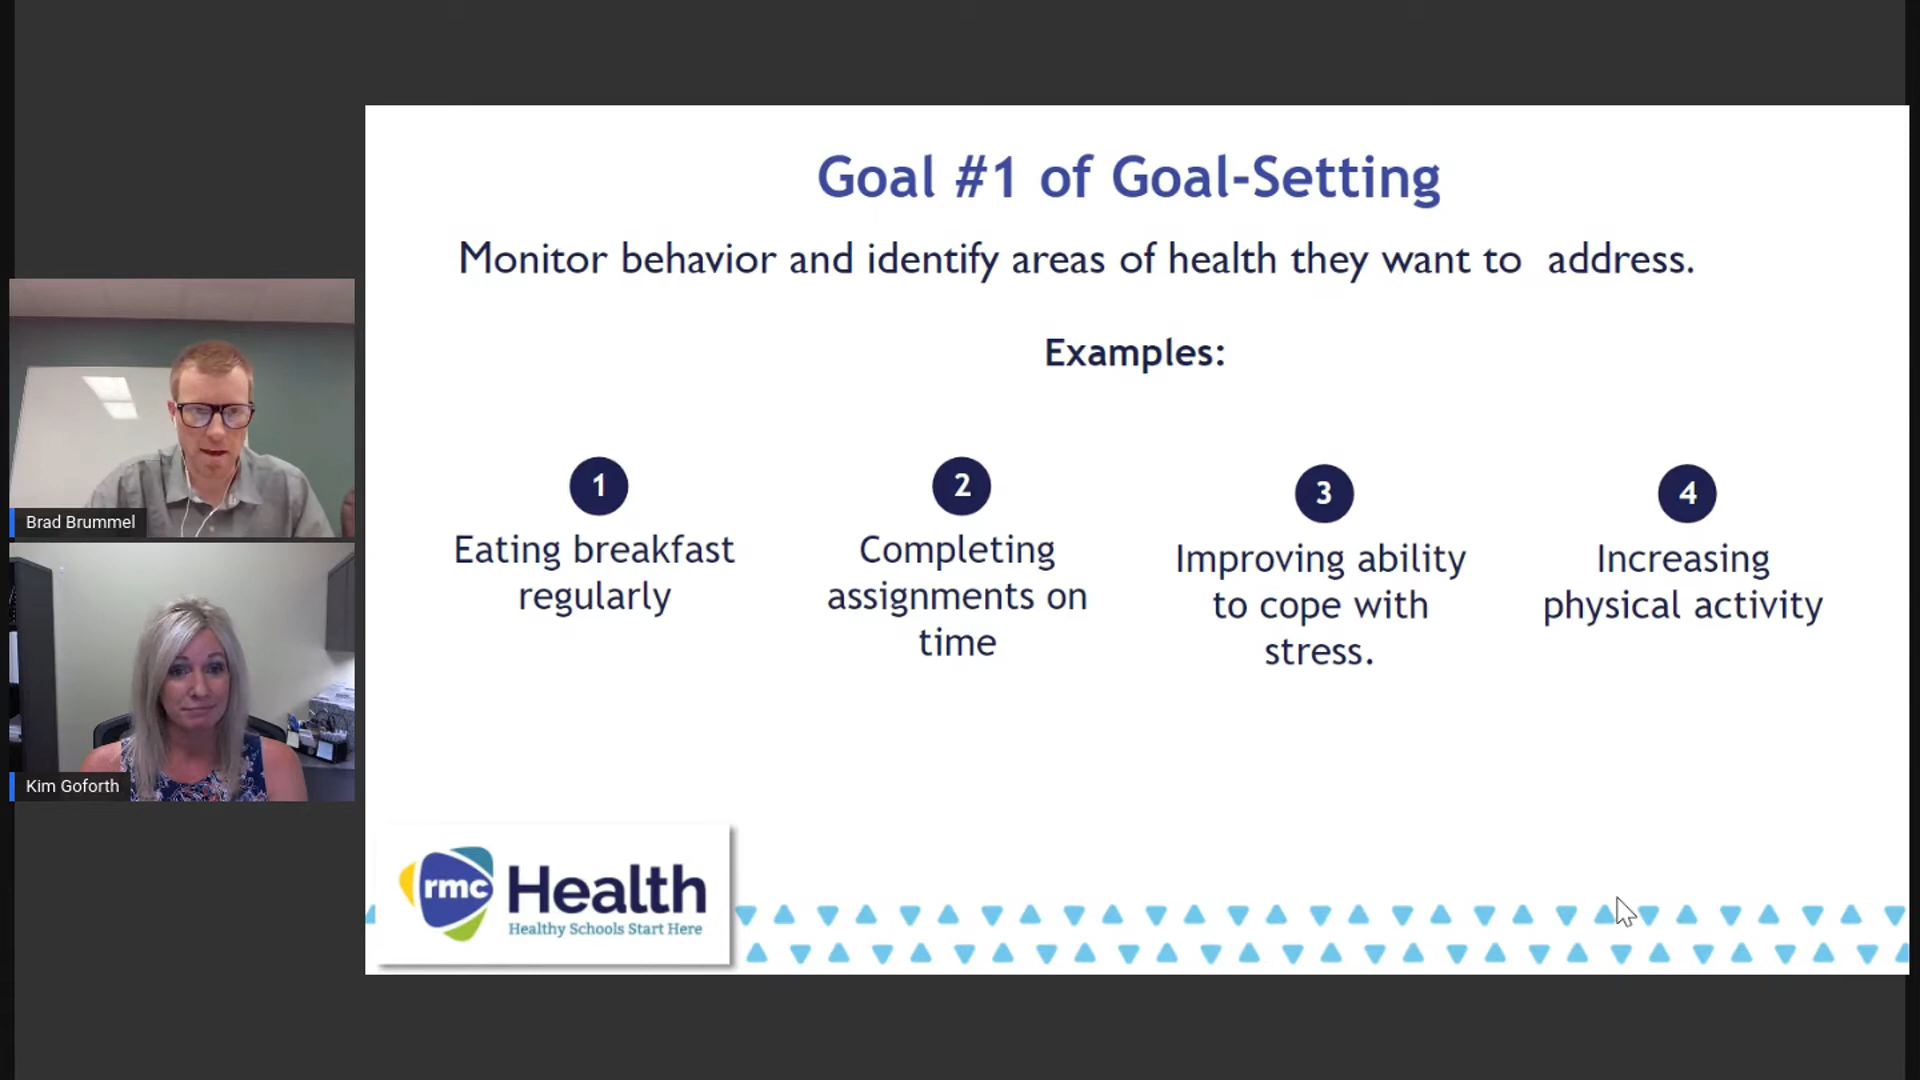 Goal #1 of Goal-Setting
Monitor behavior and identify areas of health they want to  address.
Examples:
1
Eating breakfast
regularly
2
Completing
assignments on
time
3
Improving ability
to cope with
stress.
4
Increasing
physical activity
Brad Brummel
Kim Goforth
rmc
Health
Healthy Schools Start Here